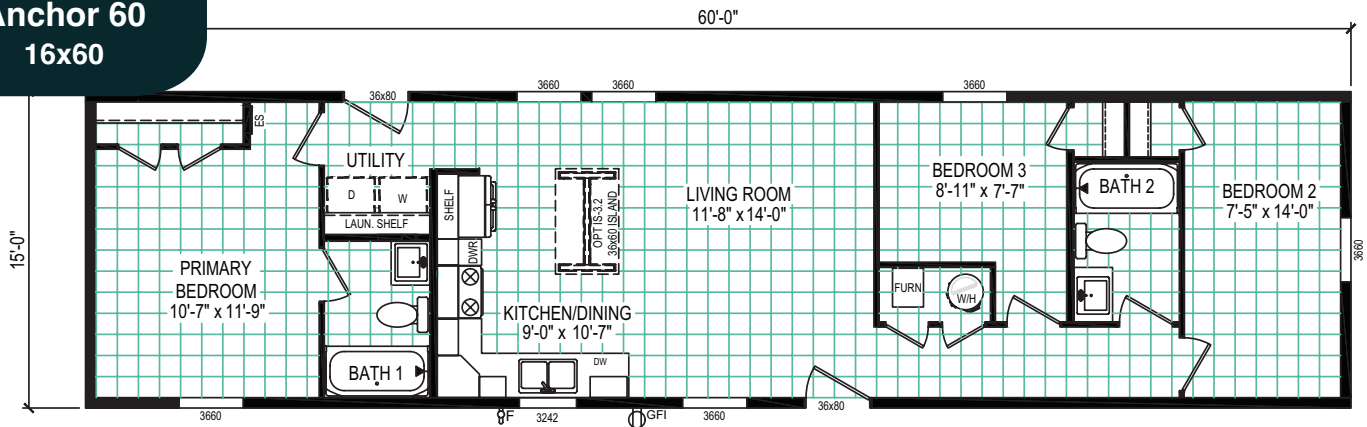 Anchor 60
16x60
60'-0"
15'-0"
36x80
3660
3660
3660
ES
UTILITY
D
W
LAUN. SHELF
SHELF
DWR
OPT IS-3.2
36x60 ISLAND
LIVING ROOM
11'-8" x 14'-0"
BEDROOM 3
8'-11" x 7'-7"
BATH 2
BEDROOM 2
7'-5" x 14'-0"
3660
PRIMARY
BEDROOM
10'-7" x 11'-9"
KITCHEN/DINING
9'-0" x 10'-7"
FURN
W/H
BATH 1
DW
3660
F
3242
GFI
3660
36x80